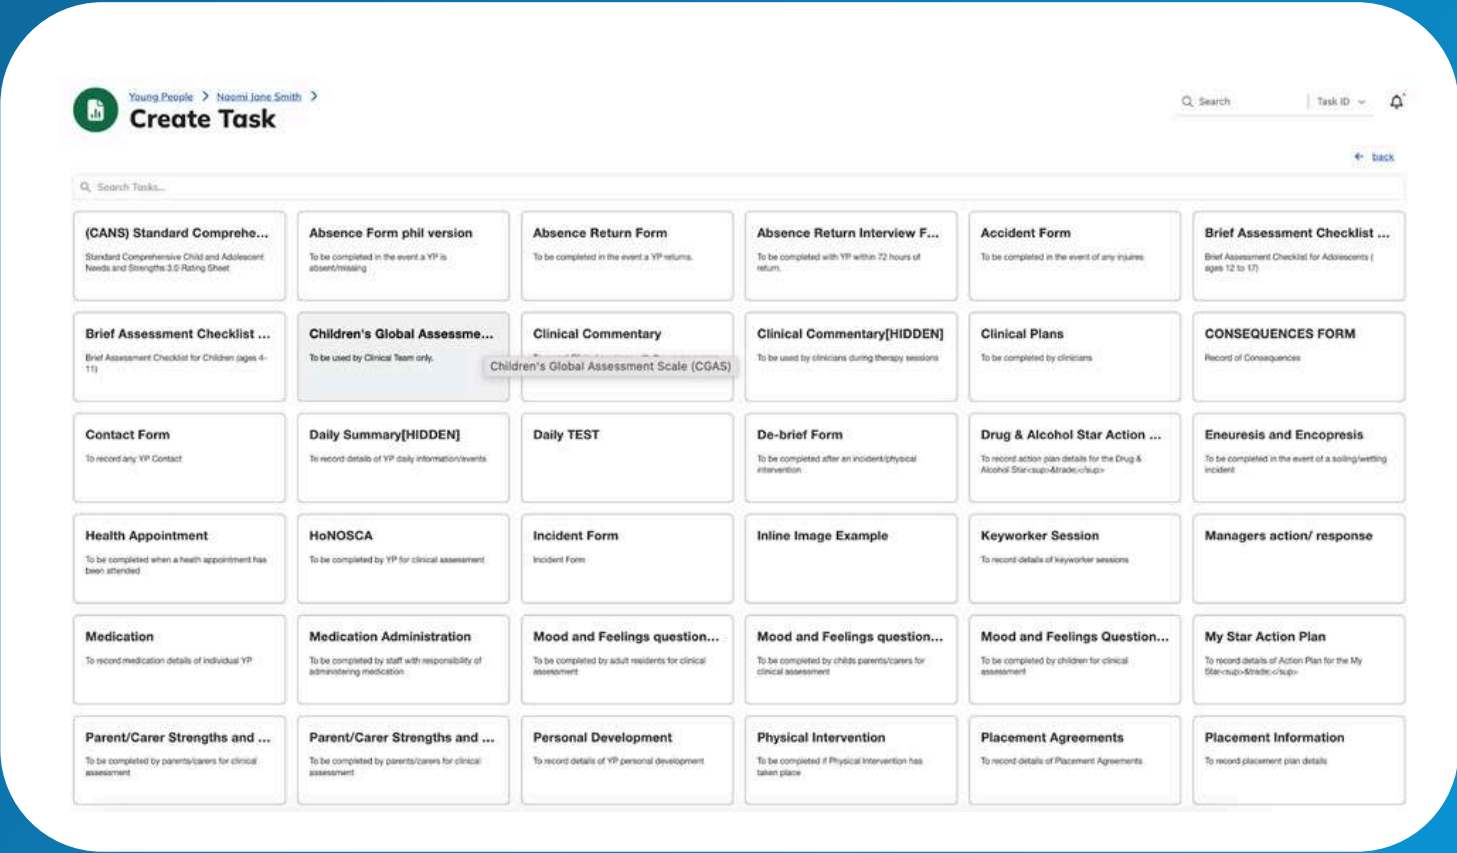 Young People > Naomi Jane Smith >
Create Task
Search
Task ID
back
Search Tasks...
(CANS) Standard Comprehe...
Standard Comprehensive Child and Adolescent
Needs and Strengths 3.0 Rating Sheet
Absence Form phil version
To be completed in the event a YP is
absent/missing
Absence Return Form
To be completed in the event a YP returns.
Absence Return Interview F...
To be completed with YP within 72 hours of
return.
Accident Form
To be completed in the event of any injuires
Brief Assessment Checklist ...
Brief Assessment Checklist for Adolescents (
ages 12 to 17)
Brief Assessment Checklist ...
Brief Assessment Checklist for Children (ages 4-
11)
Children's Global Assessme...
To be used by Clinical Team only.
Clinical Commentary
Children's Global Assessment Scale (CGAS)
Clinical Commentary[HIDDEN]
To be used by clinicians during therapy sessions
Clinical Plans
To be completed by clinicians
CONSEQUENCES FORM
Record of Consequences
Contact Form
To record any YP Contact
Daily Summary[HIDDEN]
To record details of YP daily information/events
Daily TEST
De-brief Form
To be completed after an incident/physical
intervention
Drug & Alcohol Star Action ...
To record action plan details for the Drug &
Alcohol Star<sup>&trade;</sup>
Eneuresis and Encopresis
To be completed in the event of a soiling/wetting
incident
Health Appointment
To be completed when a heath appointment has
been attended
HoNOSCA
To be completed by YP for clinical assessment
Incident Form
Incident Form
Inline Image Example
Keyworker Session
To record details of keyworker sessions
Managers action/ response
Medication
To record medication details of individual YP
Medication Administration
To be completed by staff with responsibility of
administering medication
Mood and Feelings question...
To be completed by adult residents for clinical
assessment
Mood and Feelings question...
To be completed by childs parents/carers for
clinical assessment
Mood and Feelings Question...
To be completed by children for clinical
assessment
My Star Action Plan
To record details of Action Plan for the My
Star<sup>&trade;</sup>
Parent/Carer Strengths and ...
To be completed by parents/carers for clinical
assessment
Parent/Carer Strengths and ...
To be completed by parents/carers for clinical
assessment
Personal Development
To record details of YP personal development
Physical Intervention
To be completed if Physical Intervention has
taken place
Placement Agreements
To record details of Placement Agreements
Placement Information
To record placement plan details